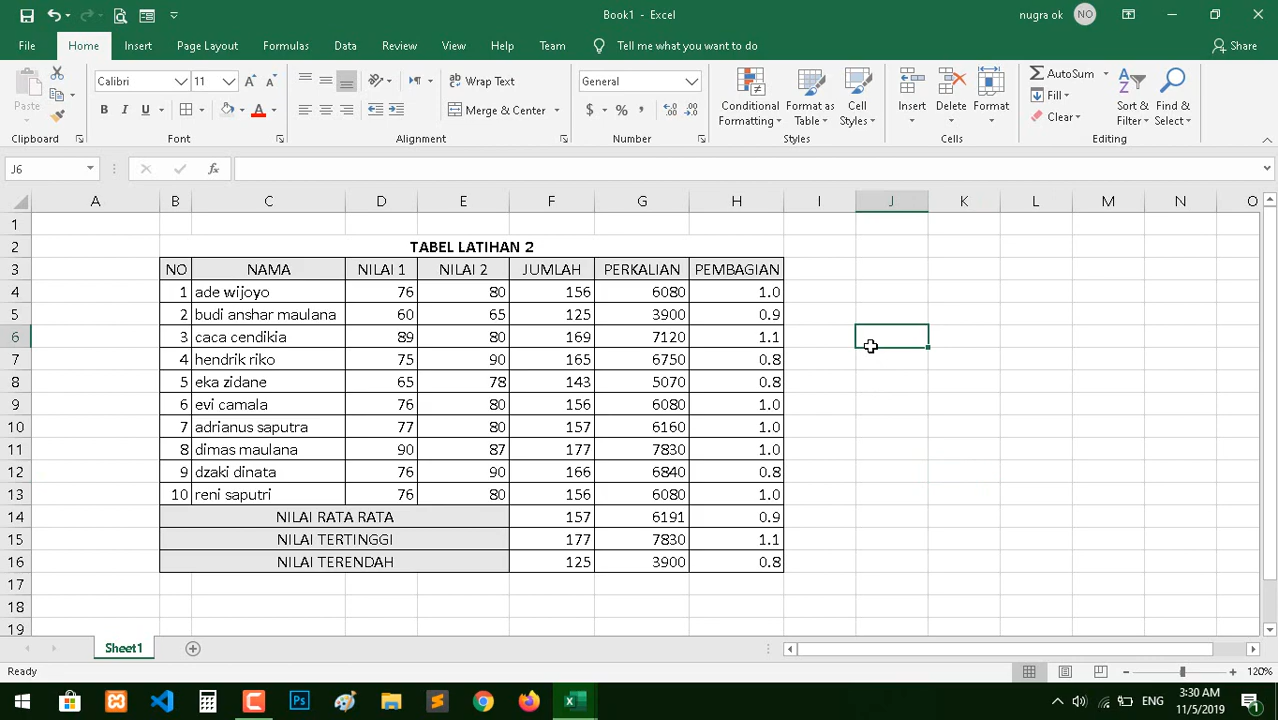 Book1 - Excel
nugra ok NO
File Home Insert Page Layout Formulas Data Review View Help Team Tell me what you want to do Share
Paste Calibri 11 Wrap Text General AutoSum
B I U Merge & Center $ % Conditional Formatting Format as Table Cell Styles Insert Delete Format Fill Clear Sort & Filter Find & Select
Clipboard Font Alignment Number Styles Cells Editing
J6 fx
A B C D E F G H I J K L M N O
1
2 TABEL LATIHAN 2
3 NO NAMA NILAI 1 NILAI 2 JUMLAH PERKALIAN PEMBAGIAN
4 1 ade wijoyo 76 80 156 6080 1.0
5 2 budi anshar maulana 60 65 125 3900 0.9
6 3 caca cendikia 89 80 169 7120 1.1
7 4 hendrik riko 75 90 165 6750 0.8
8 5 eka zidane 65 78 143 5070 0.8
9 6 evi camala 76 80 156 6080 1.0
10 7 adrianus saputra 77 80 157 6160 1.0
11 8 dimas maulana 90 87 177 7830 1.0
12 9 dzaki dinata 76 90 166 6840 0.8
13 10 reni saputri 76 80 156 6080 1.0
14 NILAI RATA RATA 157 6191 0.9
15 NILAI TERTINGGI 177 7830 1.1
16 NILAI TERENDAH 125 3900 0.8
17
18
19
Sheet1
Ready 120%
Ps ENG 3:30 AM
11/5/2019 1